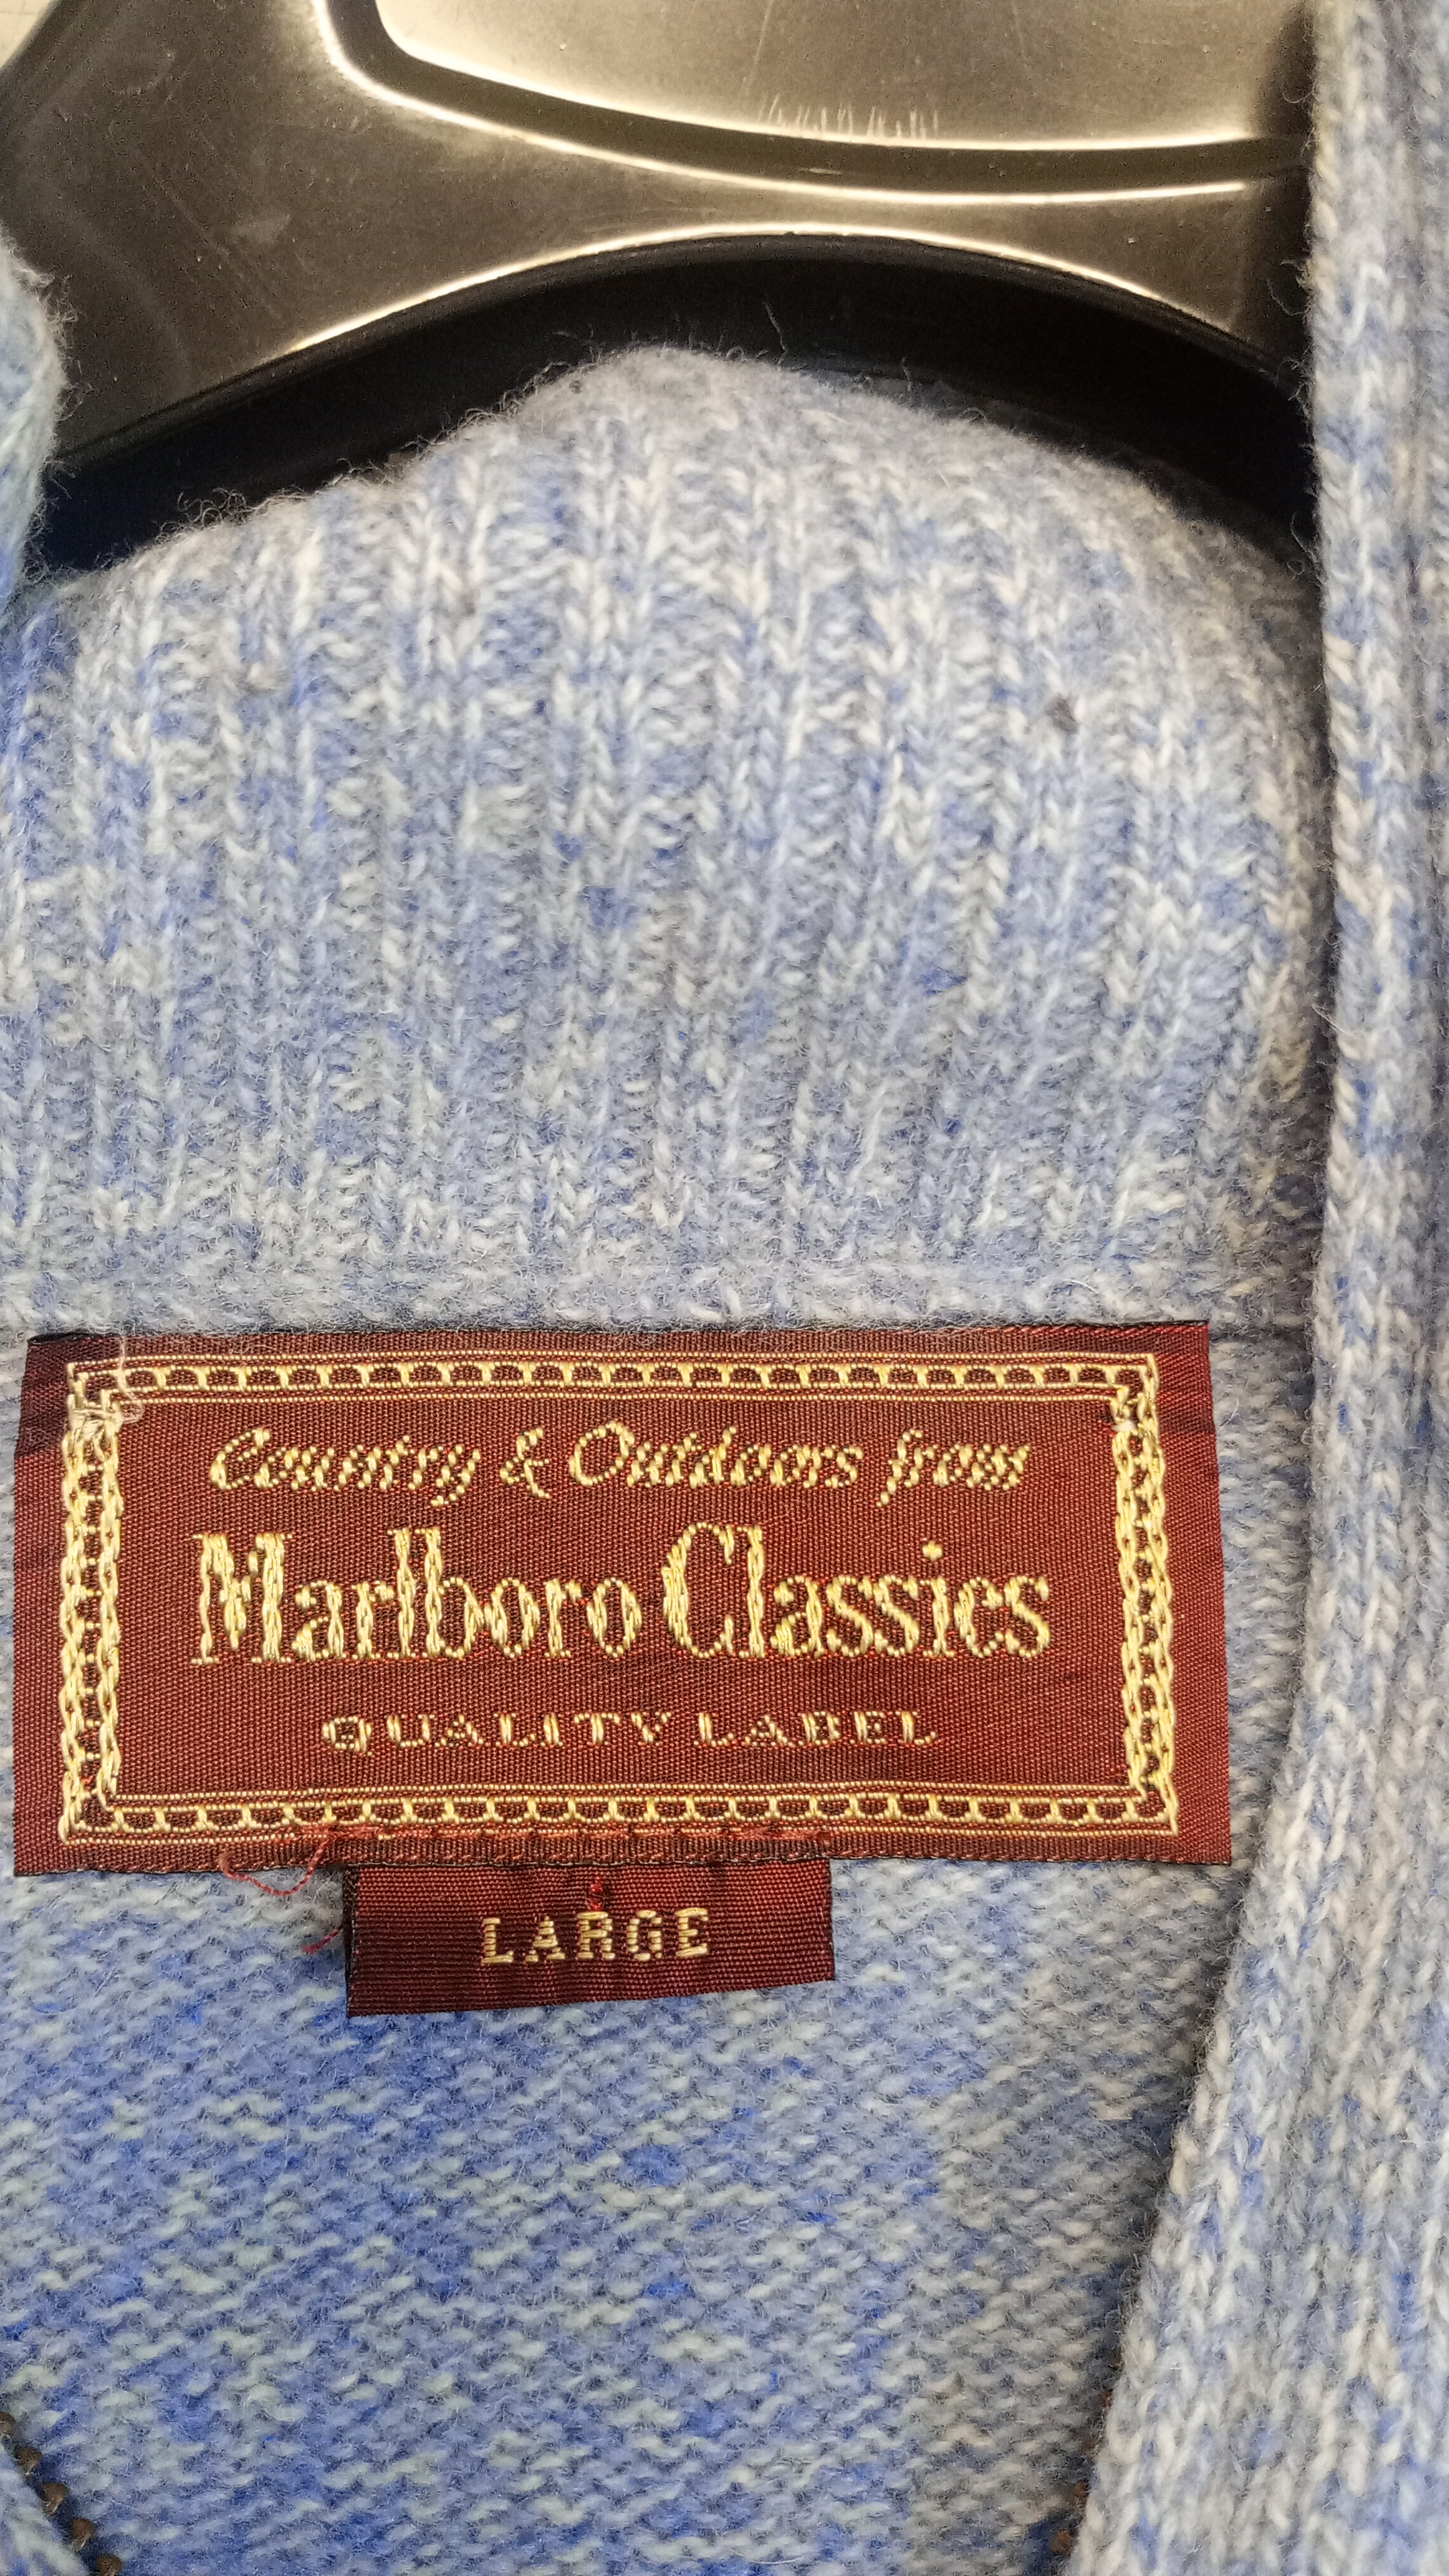 Country & Outdoors from
Marlboro Classics
QUALITY LABEL
LARGE